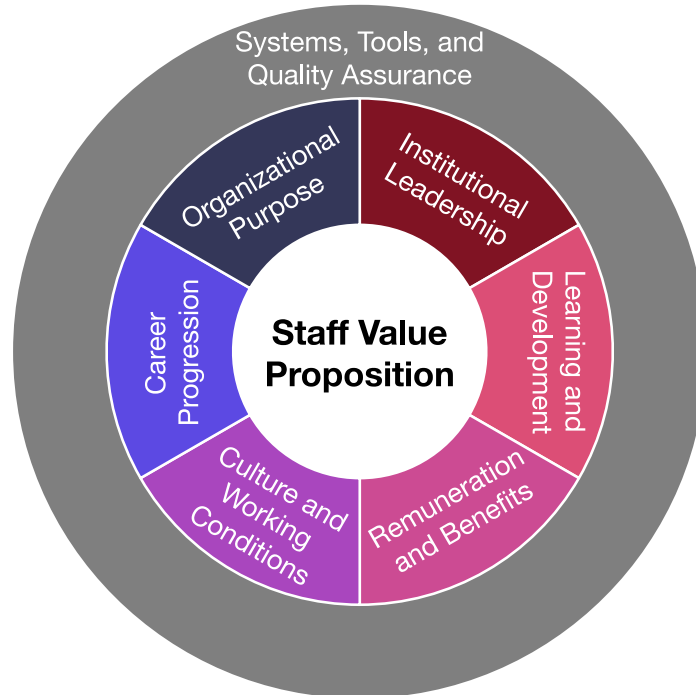 Systems, Tools, and
Quality Assurance
Organizational
Purpose
Institutional
Leadership
Learning and
Development
Remuneration
and Benefits
Culture and
Working
Conditions
Career
Progression
Staff Value
Proposition